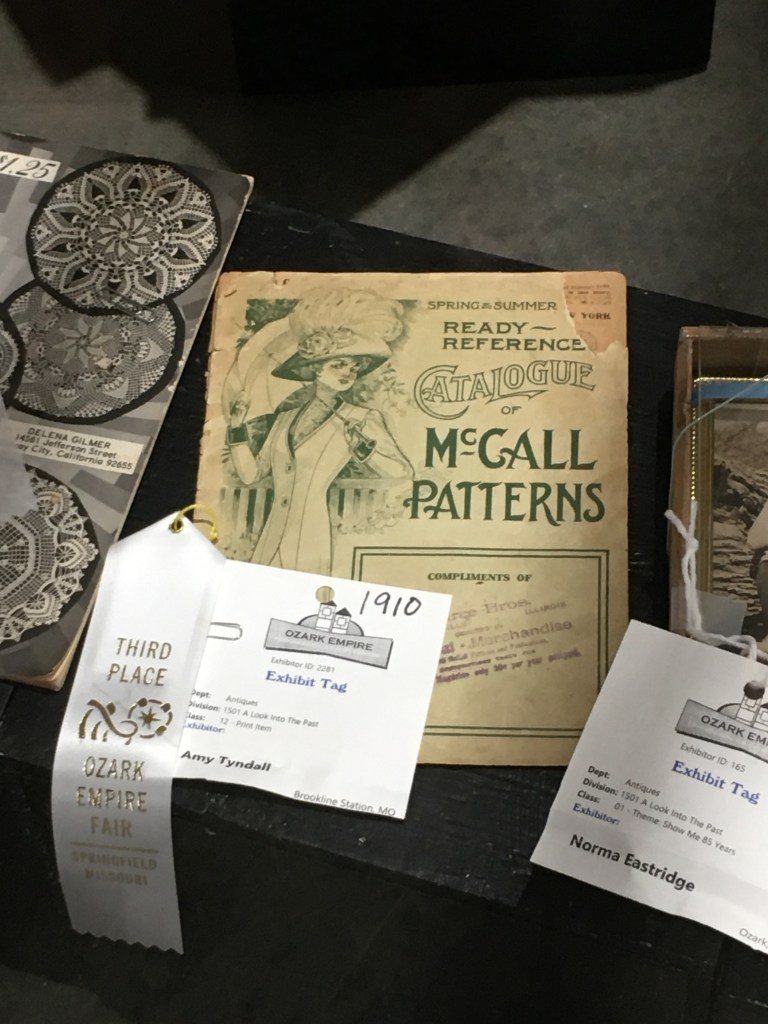 $1.25
DELENA GILMER
14581 Jefferson Street
City, California 92655
SPRING & SUMMER
READY~
REFERENCE
CATALOGUE
OF
McCALL
PATTERNS
YORK
COMPLIMENTS OF
Bros.
Merchandise
THIRD
PLACE
OZARK
EMPIRE
FAIR
SPRINGFIELD
MISSOURI
1910
OZARK EMPIRE
Exhibitor ID: 2281
Exhibit Tag
Dept: Antiques
Division: 1501 A Look Into The Past
Class: 12 - Print Item
Exhibitor:
Amy Tyndall
Brookline Station, MO
OZARK EMP
Exhibitor ID: 165
Exhibit Tag
Dept: Antiques
Division: 1501 A Look Into The Past
Class: 01 - Theme: Show Me 85 Years
Exhibitor:
Norma Eastridge
Ozark,